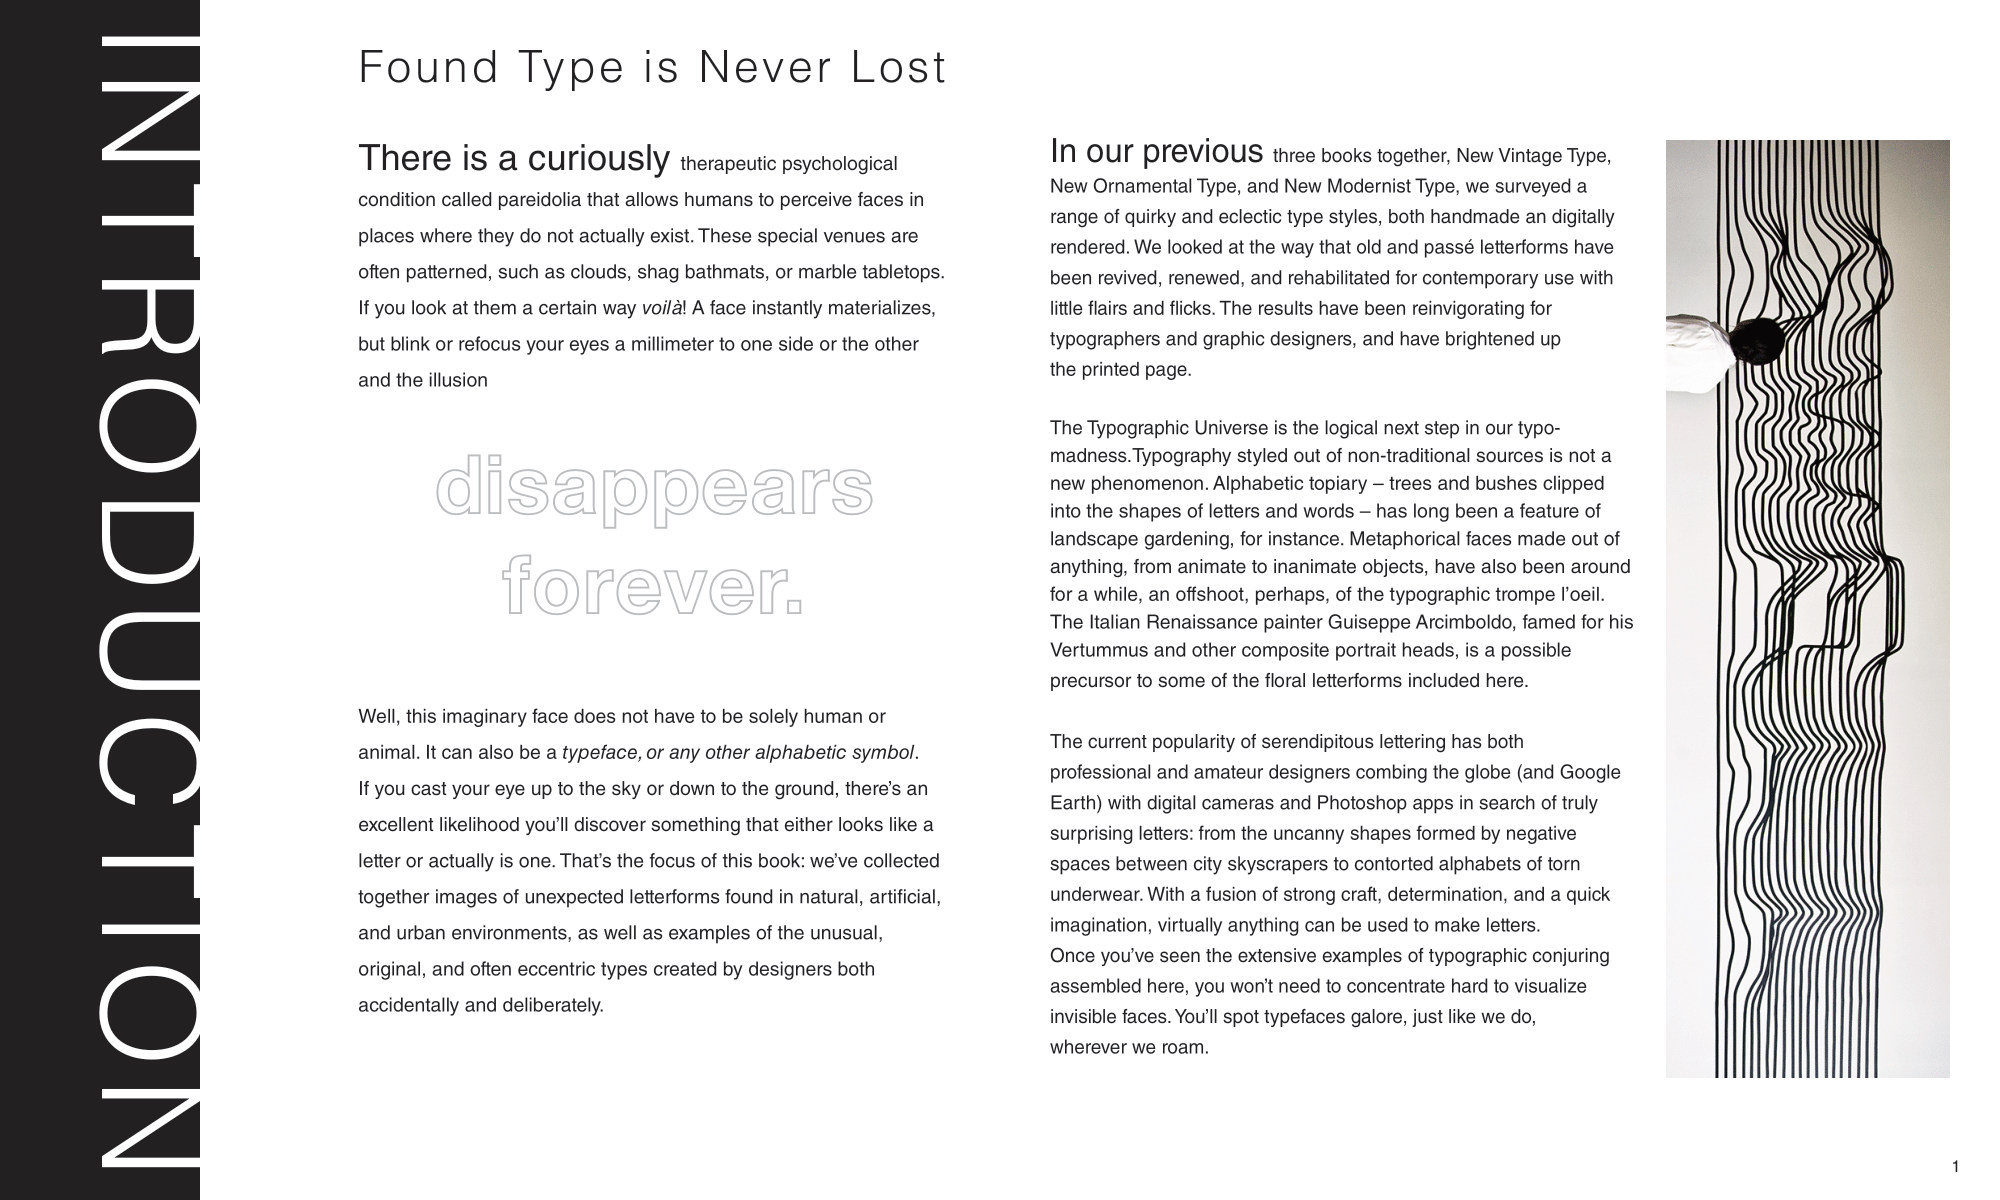 INTRODUCTION
Found Type is Never Lost
There is a curiously therapeutic psychological
condition called pareidolia that allows humans to perceive faces in
places where they do not actually exist. These special venues are
often patterned, such as clouds, shag bathmats, or marble tabletops.
If you look at them a certain way voilà! A face instantly materializes,
but blink or refocus your eyes a millimeter to one side or the other
and the illusion
disappears
forever.
Well, this imaginary face does not have to be solely human or
animal. It can also be a typeface, or any other alphabetic symbol.
If you cast your eye up to the sky or down to the ground, there’s an
excellent likelihood you’ll discover something that either looks like a
letter or actually is one. That’s the focus of this book: we’ve collected
together images of unexpected letterforms found in natural, artificial,
and urban environments, as well as examples of the unusual,
original, and often eccentric types created by designers both
accidentally and deliberately.
In our previous three books together, New Vintage Type,
New Ornamental Type, and New Modernist Type, we surveyed a
range of quirky and eclectic type styles, both handmade an digitally
rendered. We looked at the way that old and passé letterforms have
been revived, renewed, and rehabilitated for contemporary use with
little flairs and flicks. The results have been reinvigorating for
typographers and graphic designers, and have brightened up
the printed page.
The Typographic Universe is the logical next step in our typo-
madness.Typography styled out of non-traditional sources is not a
new phenomenon. Alphabetic topiary – trees and bushes clipped
into the shapes of letters and words – has long been a feature of
landscape gardening, for instance. Metaphorical faces made out of
anything, from animate to inanimate objects, have also been around
for a while, an offshoot, perhaps, of the typographic trompe l’oeil.
The Italian Renaissance painter Guiseppe Arcimboldo, famed for his
Vertummus and other composite portrait heads, is a possible
precursor to some of the floral letterforms included here.
The current popularity of serendipitous lettering has both
professional and amateur designers combing the globe (and Google
Earth) with digital cameras and Photoshop apps in search of truly
surprising letters: from the uncanny shapes formed by negative
spaces between city skyscrapers to contorted alphabets of torn
underwear. With a fusion of strong craft, determination, and a quick
imagination, virtually anything can be used to make letters.
Once you’ve seen the extensive examples of typographic conjuring
assembled here, you won’t need to concentrate hard to visualize
invisible faces. You’ll spot typefaces galore, just like we do,
wherever we roam.
1